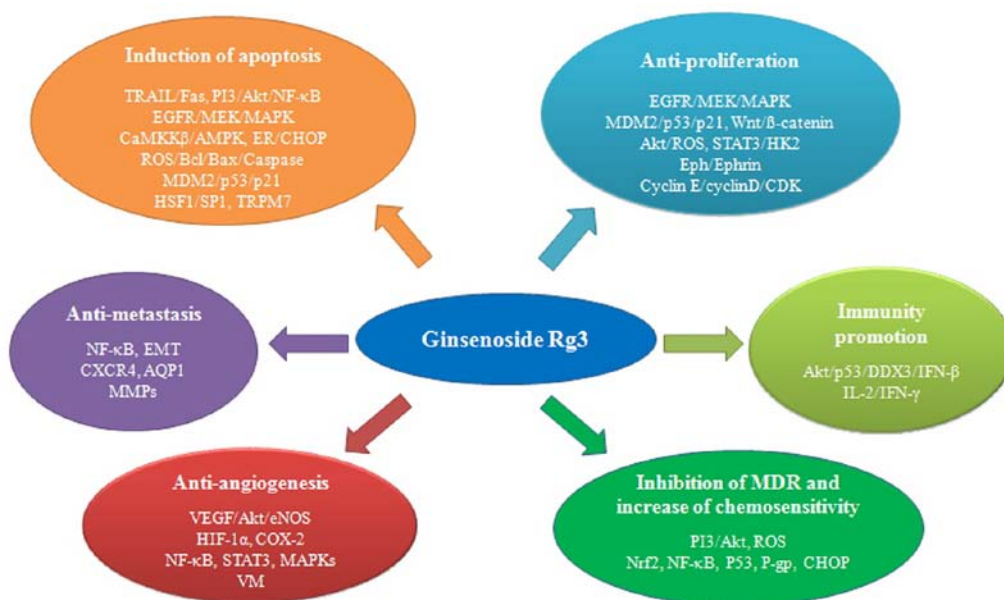 Induction of apoptosis
TRAIL/Fas, PI3/Akt/NF-κB
EGFR/MEK/MAPK
CaMKKβ/AMPK, ER/CHOP
ROS/Bcl/Bax/Caspase
MDM2/p53/p21
HSF1/SP1, TRPM7
Anti-proliferation
EGFR/MEK/MAPK
MDM2/p53/p21, Wnt/ß-catenin
Akt/ROS, STAT3/HK2
Eph/Ephrin
Cyclin E/cyclinD/CDK
Anti-metastasis
NF-κB, EMT
CXCR4, AQP1
MMPs
Ginsenoside Rg3
Immunity
promotion
Akt/p53/DDX3/IFN-β
IL-2/IFN-γ
Anti-angiogenesis
VEGF/Akt/eNOS
HIF-1α, COX-2
NF-κB, STAT3, MAPKs
VM
Inhibition of MDR and
increase of chemosensitivity
PI3/Akt, ROS
Nrf2, NF-κB, P53, P-gp, CHOP